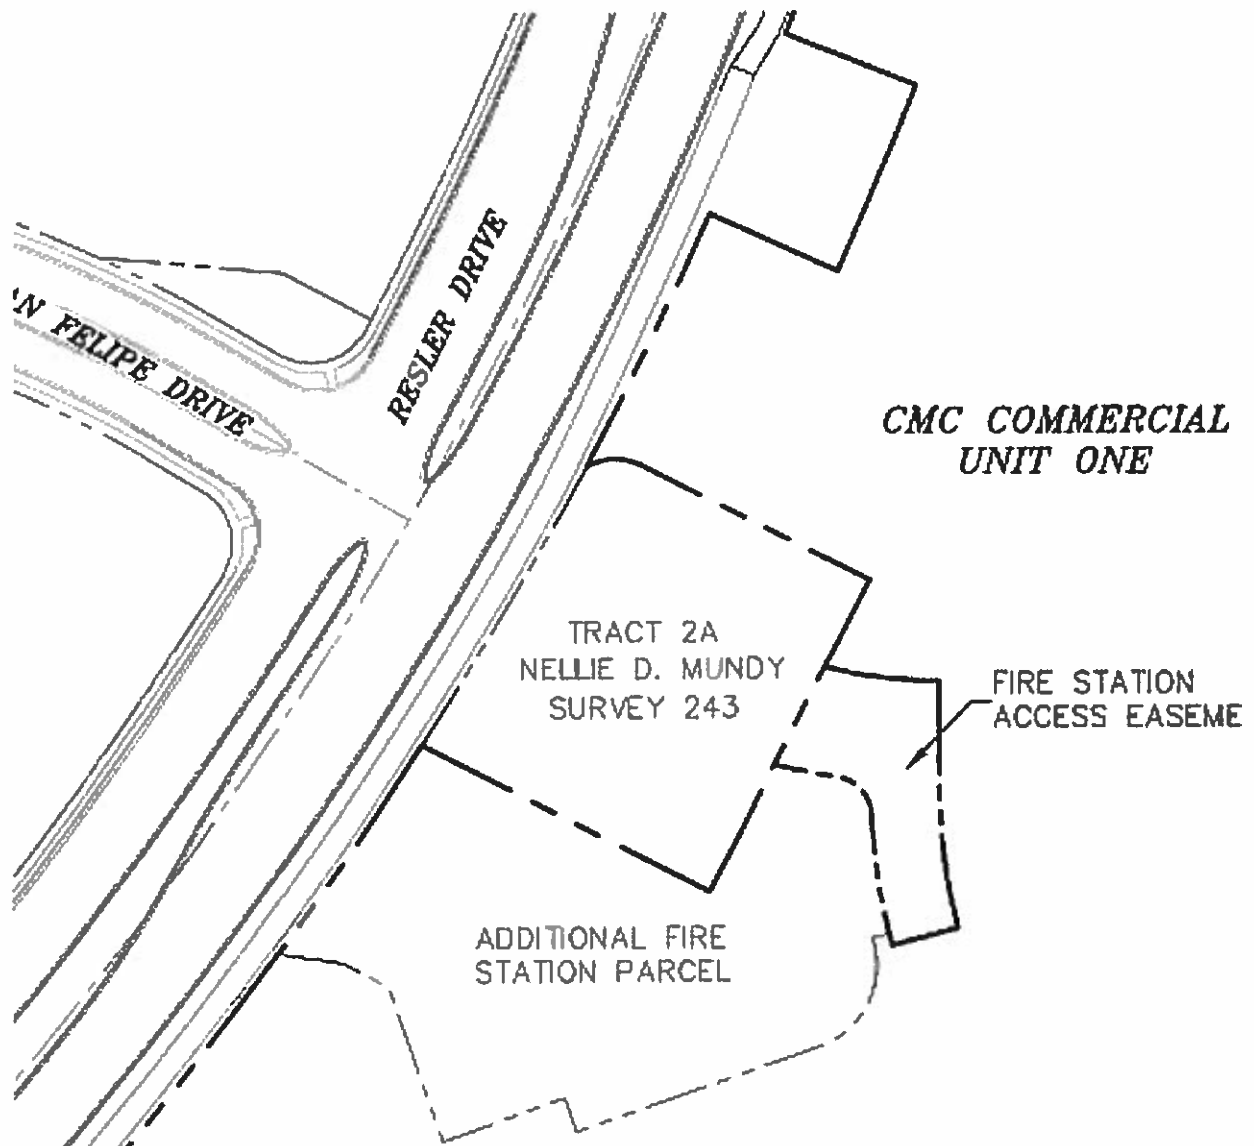 AN FELIPE DRIVE
RESLER DRIVE
CMC COMMERCIAL
UNIT ONE
TRACT 2A
NELLIE D. MUNDY
SURVEY 243
FIRE STATION
ACCESS EASEME
ADDITIONAL FIRE
STATION PARCEL